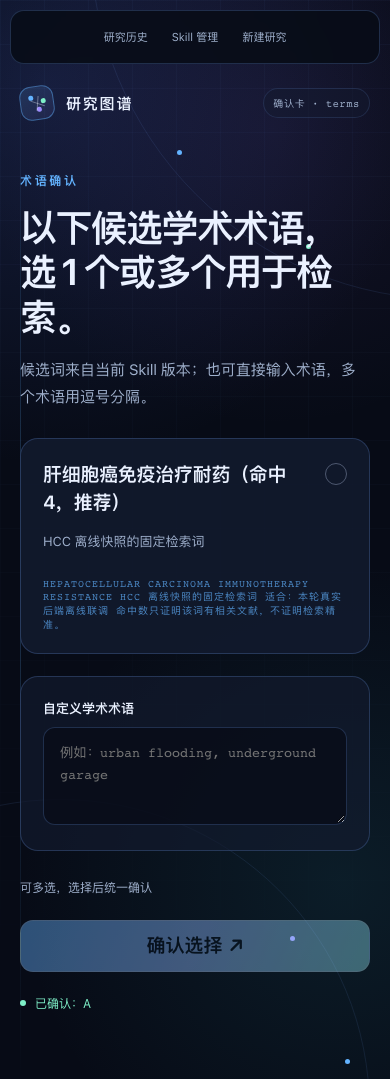 研究历史 Skill 管理 新建研究
研究图谱
确认卡 · terms
术语确认
以下候选学术术语，
选 1 个或多个用于检
索。
候选词来自当前 Skill 版本；也可直接输入术语，多
个术语用逗号分隔。
肝细胞癌免疫治疗耐药（命中
4，推荐）
HCC 离线快照的固定检索词
HEPATOCELLULAR CARCINOMA IMMUNOTHERAPY
RESISTANCE HCC 离线快照的固定检索词 适合：本轮真实
后端离线联调 命中数只证明该词有相关文献，不证明检索精
准。
自定义学术术语
例如：urban flooding, underground
garage
可多选，选择后统一确认
确认选择 ↗
已确认：A